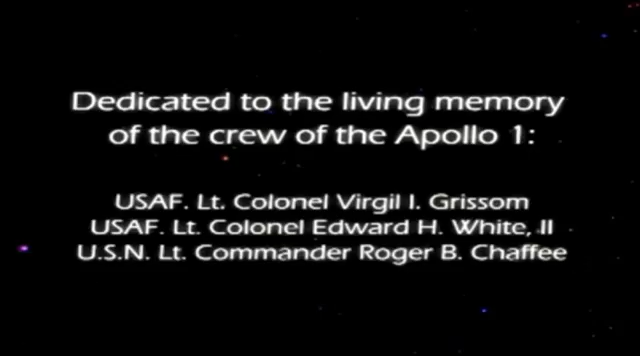 Dedicated to the living memory
of the crew of the Apollo 1:
USAF. Lt. Colonel Virgil I. Grissom
USAF. Lt. Colonel Edward H. White, II
U.S.N. Lt. Commander Roger B. Chaffee